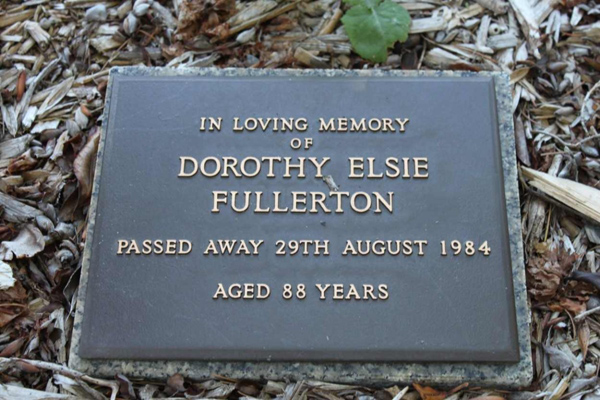 IN LOVING MEMORY
OF
DOROTHY ELSIE
FULLERTON
PASSED AWAY 29TH AUGUST 1984
AGED 88 YEARS